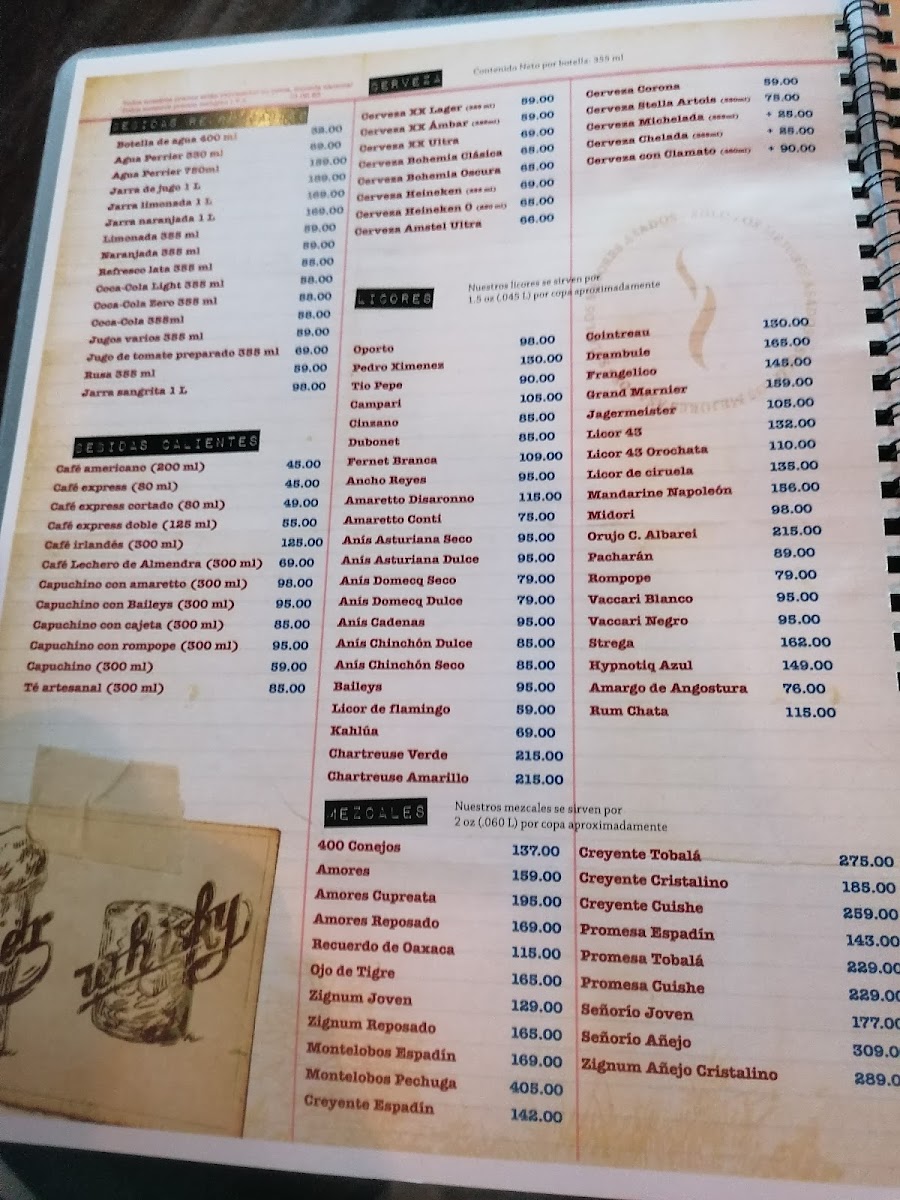 BEBIDAS
Botella de agua 400 ml
Agua Perrier 330 ml
Agua Perrier 750ml
Jarra de jugo 1 L
Jarra limonada 1 L 169.00
Jarra naranjada 1 L 169.00
Limonada 355 ml 59.00
Naranjada 355 ml 59.00
Refresco lata 355 ml 58.00
Coca-Cola Light 355 ml 58.00
Coca-Cola Zero 355 ml 58.00
Coca-Cola 355ml 58.00
Jugos varios 355 ml 59.00
Jugo de tomate preparado 355 ml 69.00
Rusa 355 ml 59.00
Jarra sangrita 1 L 98.00
BEBIDAS CALIENTES
Café americano (200 ml) 45.00
Café express (80 ml) 45.00
Café express cortado (80 ml) 49.00
Café express doble (125 ml) 55.00
Café irlandés (300 ml) 125.00
Café Lechero de Almendra (300 ml) 69.00
Capuchino con amaretto (300 ml) 98.00
Capuchino con Baileys (300 ml) 95.00
Capuchino con cajeta (300 ml) 85.00
Capuchino con rompope (300 ml) 95.00
Capuchino (300 ml) 59.00
Té artesanal (300 ml) 85.00
whisky
CERVEZA
Contenido Neto por botella: 355 ml
Cerveza XX Lager (355 ml) 59.00
Cerveza XX Ámbar (355ml) 59.00
Cerveza XX Ultra 69.00
Cerveza Bohemia Clásica 68.00
Cerveza Bohemia Oscura 68.00
Cerveza Heineken (355 ml) 69.00
Cerveza Heineken 0 (355 ml) 68.00
Cerveza Amstel Ultra 66.00
Cerveza Corona 59.00
Cerveza Stella Artois (330ml) 75.00
Cerveza Michelada (355ml) + 25.00
Cerveza Chelada (355ml) + 25.00
Cerveza con Clamato (460ml) + 90.00
LICORES
Nuestros licores se sirven por
1.5 oz (.045 L) por copa aproximadamente
Oporto 98.00
Pedro Ximenez 130.00
Tio Pepe 90.00
Campari 105.00
Cinzano 85.00
Dubonet 85.00
Fernet Branca 109.00
Ancho Reyes 95.00
Amaretto Disaronno 115.00
Amaretto Conti 75.00
Anís Asturiana Seco 95.00
Anís Asturiana Dulce 95.00
Anís Domecq Seco 79.00
Anís Domecq Dulce 79.00
Anís Cadenas 95.00
Anís Chinchón Dulce 85.00
Anís Chinchón Seco 85.00
Baileys 95.00
Licor de flamingo 59.00
Kahlúa 69.00
Chartreuse Verde 215.00
Chartreuse Amarillo 215.00
Cointreau 130.00
Drambuie 165.00
Frangelico 145.00
Grand Marnier 159.00
Jagermeister 105.00
Licor 43 132.00
Licor 43 Orochata 110.00
Licor de ciruela 135.00
Mandarine Napoleón 156.00
Midori 98.00
Orujo C. Albarei 215.00
Pacharán 89.00
Rompope 79.00
Vaccari Blanco 95.00
Vaccari Negro 95.00
Strega 162.00
Hypnotiq Azul 149.00
Amargo de Angostura 76.00
Rum Chata 115.00
MEZCALES
Nuestros mezcales se sirven por
2 oz (.060 L) por copa aproximadamente
400 Conejos 137.00
Amores 159.00
Amores Cupreata 195.00
Amores Reposado 169.00
Recuerdo de Oaxaca 115.00
Ojo de Tigre 165.00
Zignum Joven 129.00
Zignum Reposado 165.00
Montelobos Espadín 169.00
Montelobos Pechuga 405.00
Creyente Espadín 142.00
Creyente Tobalá 275.00
Creyente Cristalino 185.00
Creyente Cuishe 259.00
Promesa Espadín 143.00
Promesa Tobalá 229.00
Promesa Cuishe 229.00
Señorío Joven 177.00
Señorío Añejo 309.0
Zignum Añejo Cristalino 289.0